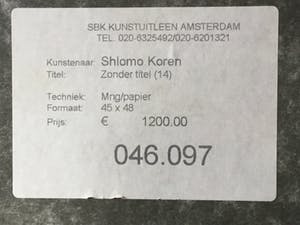 SBK KUNSTUITLEEN AMSTERDAM
TEL. 020-6325492/020-6201321
Kunstenaar: Shlomo Koren
Titel: Zonder titel (14)
Techniek: Mng/papier
Formaat: 45 x 48
Prijs: € 1200.00
046.097